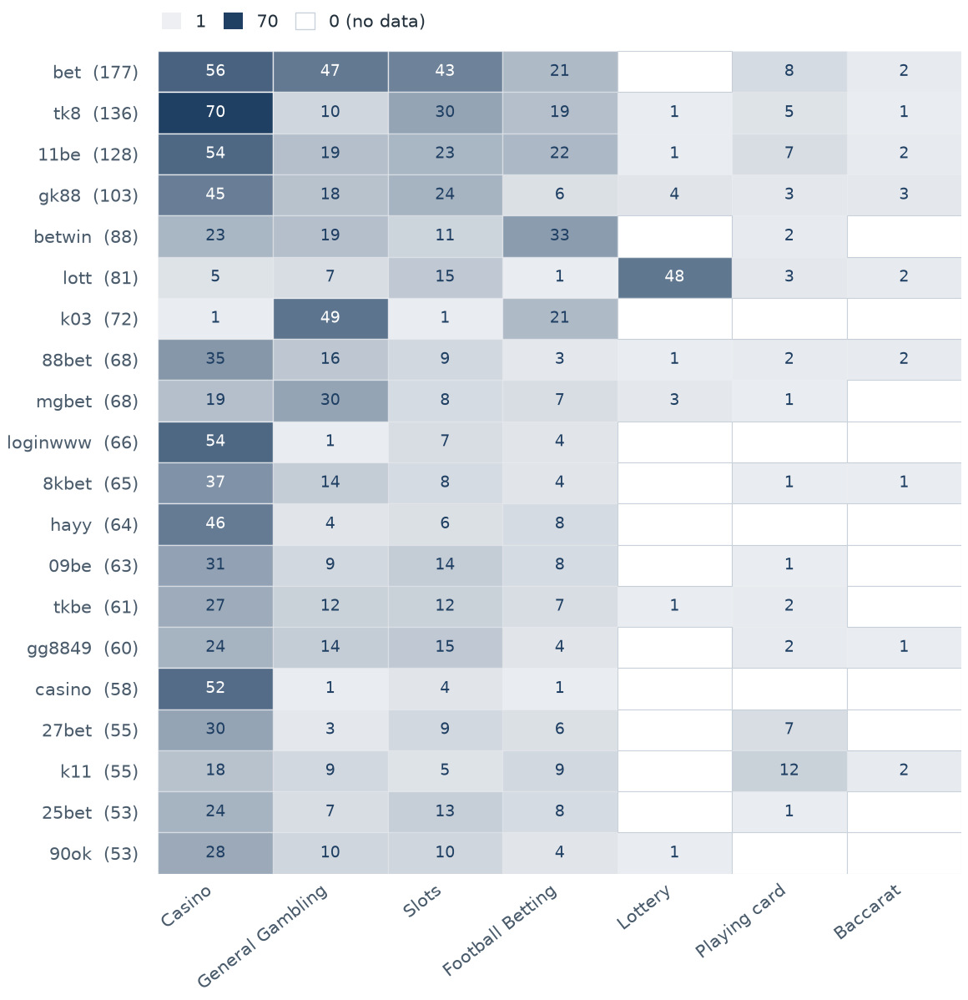 1 70 0 (no data)
bet (177) 56 47 43 21 8 2
tk8 (136) 70 10 30 19 1 5 1
11be (128) 54 19 23 22 1 7 2
gk88 (103) 45 18 24 6 4 3 3
betwin (88) 23 19 11 33 2
lott (81) 5 7 15 1 48 3 2
k03 (72) 1 49 1 21
88bet (68) 35 16 9 3 1 2 2
mgbet (68) 19 30 8 7 3 1
loginwww (66) 54 1 7 4
8kbet (65) 37 14 8 4 1 1
hayy (64) 46 4 6 8
09be (63) 31 9 14 8 1
tkbe (61) 27 12 12 7 1 2
gg8849 (60) 24 14 15 4 2 1
casino (58) 52 1 4 1
27bet (55) 30 3 9 6 7
k11 (55) 18 9 5 9 12 2
25bet (53) 24 7 13 8 1
90ok (53) 28 10 10 4 1
Casino
General Gambling
Slots
Football Betting
Lottery
Playing card
Baccarat